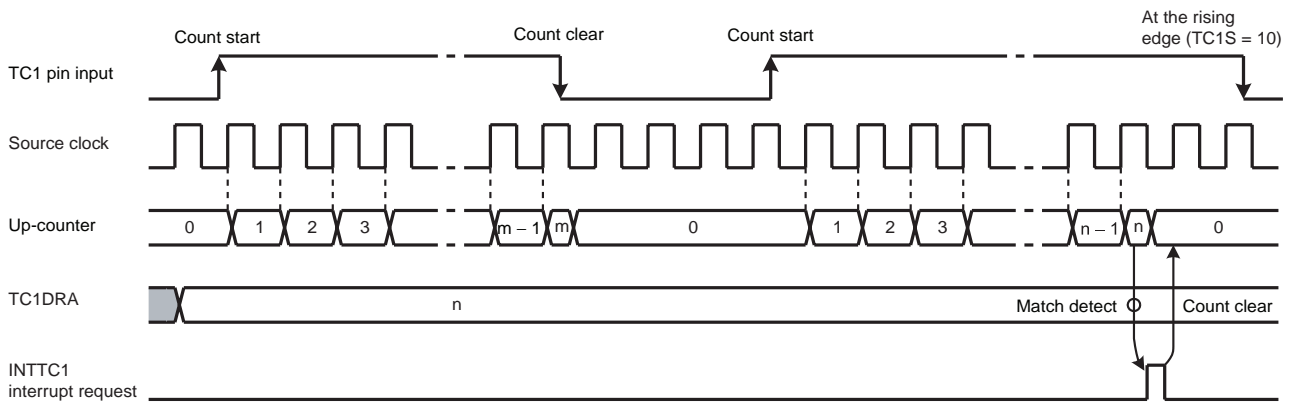 At the rising
edge (TC1S = 10)
Count start Count clear Count start
TC1 pin input
Source clock
Up-counter 0 1 2 3 m – 1 m 0 1 2 3 n – 1 n 0
TC1DRA n Match detect Count clear
INTTC1
interrupt request